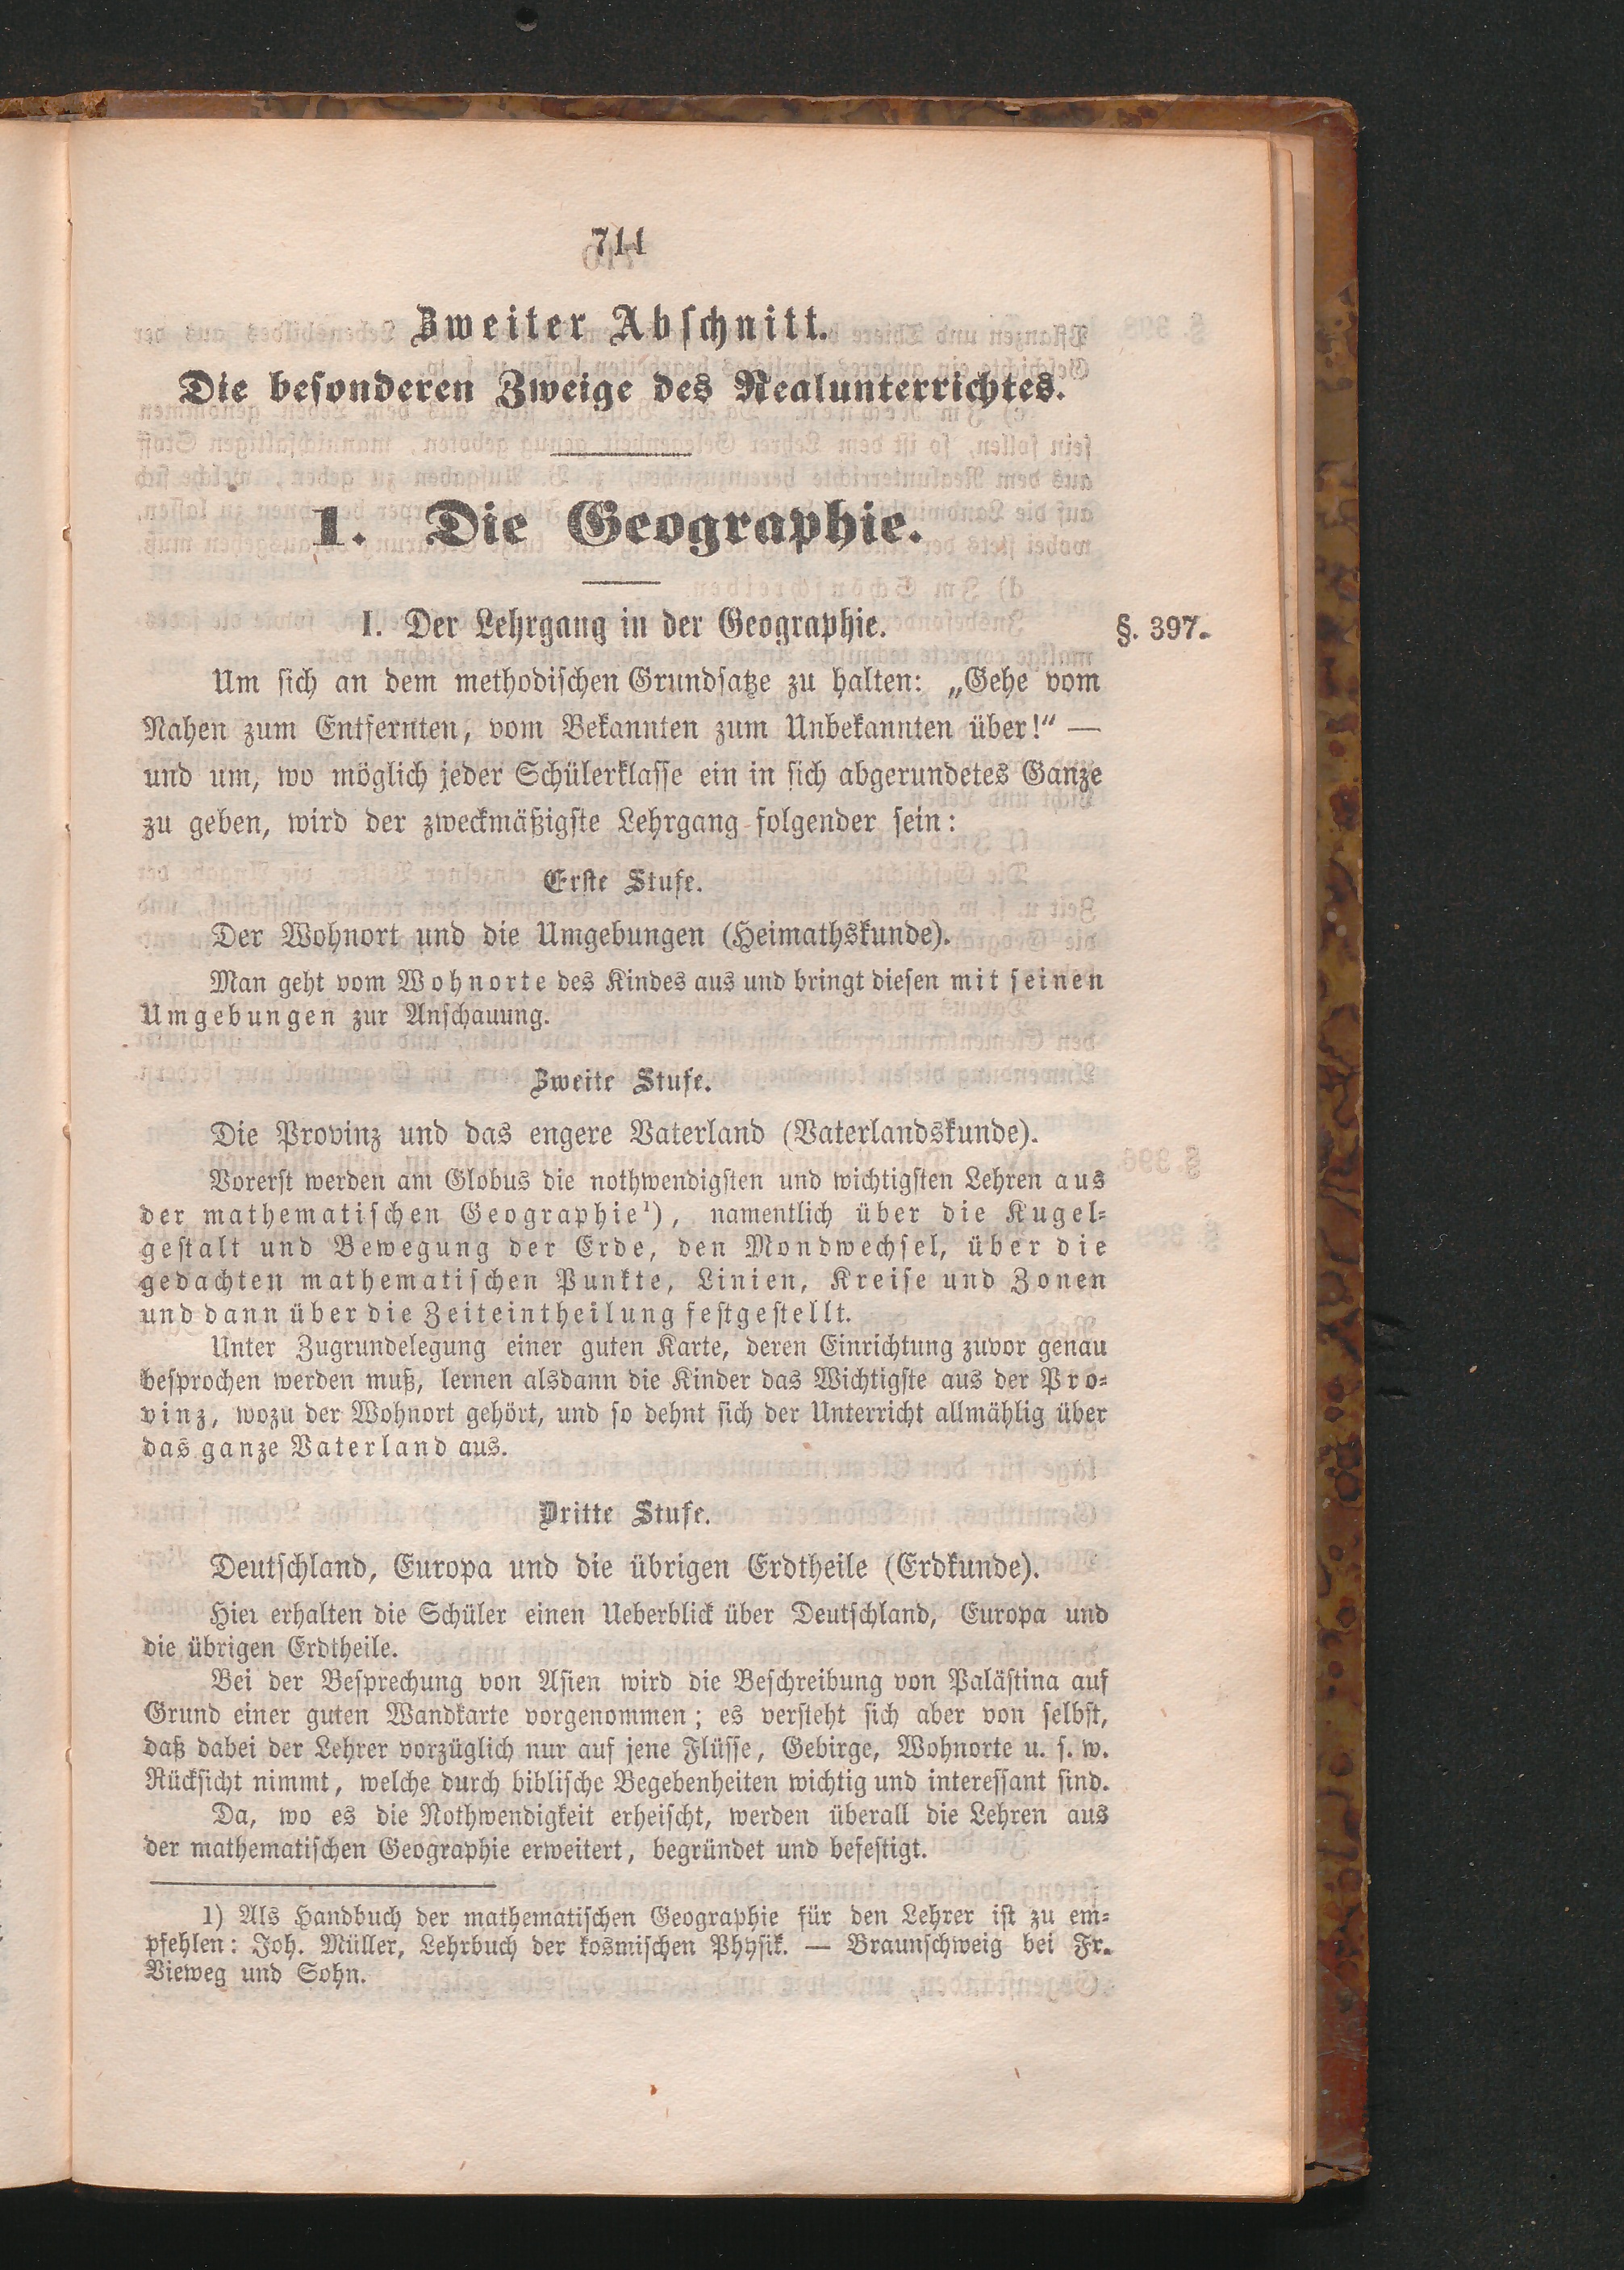 711
Zweiter Abschnitt.
Die besonderen Zweige des Realunterrichtes.
1. Die Geographie.
I. Der Lehrgang in der Geographie.
§. 397.
Um sich an dem methodischen Grundsatze zu halten: „Gehe vom
Nahen zum Entfernten, vom Bekannten zum Unbekannten über!“ —
und um, wo möglich jeder Schülerklasse ein in sich abgerundetes Ganze
zu geben, wird der zweckmäßigste Lehrgang folgender sein:
Erste Stufe.
Der Wohnort und die Umgebungen (Heimathskunde).
Man geht vom Wohnorte des Kindes aus und bringt diesen mit seinen
Umgebungen zur Anschauung.
Zweite Stufe.
Die Provinz und das engere Vaterland (Vaterlandskunde).
Vorerst werden am Globus die nothwendigsten und wichtigsten Lehren aus
der mathematischen Geographie¹), namentlich über die Kugel-
gestalt und Bewegung der Erde, den Mondwechsel, über die
gedachten mathematischen Punkte, Linien, Kreise und Zonen
und dann über die Zeiteintheilung festgestellt.
Unter Zugrundelegung einer guten Karte, deren Einrichtung zuvor genau
besprochen werden muß, lernen alsdann die Kinder das Wichtigste aus der Pro-
vinz, wozu der Wohnort gehört, und so dehnt sich der Unterricht allmählig über
das ganze Vaterland aus.
Dritte Stufe.
Deutschland, Europa und die übrigen Erdtheile (Erdkunde).
Hier erhalten die Schüler einen Ueberblick über Deutschland, Europa und
die übrigen Erdtheile.
Bei der Besprechung von Asien wird die Beschreibung von Palästina auf
Grund einer guten Wandkarte vorgenommen; es versteht sich aber von selbst,
daß dabei der Lehrer vorzüglich nur auf jene Flüsse, Gebirge, Wohnorte u. s. w.
Rücksicht nimmt, welche durch biblische Begebenheiten wichtig und interessant sind.
Da, wo es die Nothwendigkeit erheischt, werden überall die Lehren aus
der mathematischen Geographie erweitert, begründet und befestigt.
1) Als Handbuch der mathematischen Geographie für den Lehrer ist zu em-
pfehlen: Joh. Müller, Lehrbuch der kosmischen Physik. — Braunschweig bei Fr.
Vieweg und Sohn.